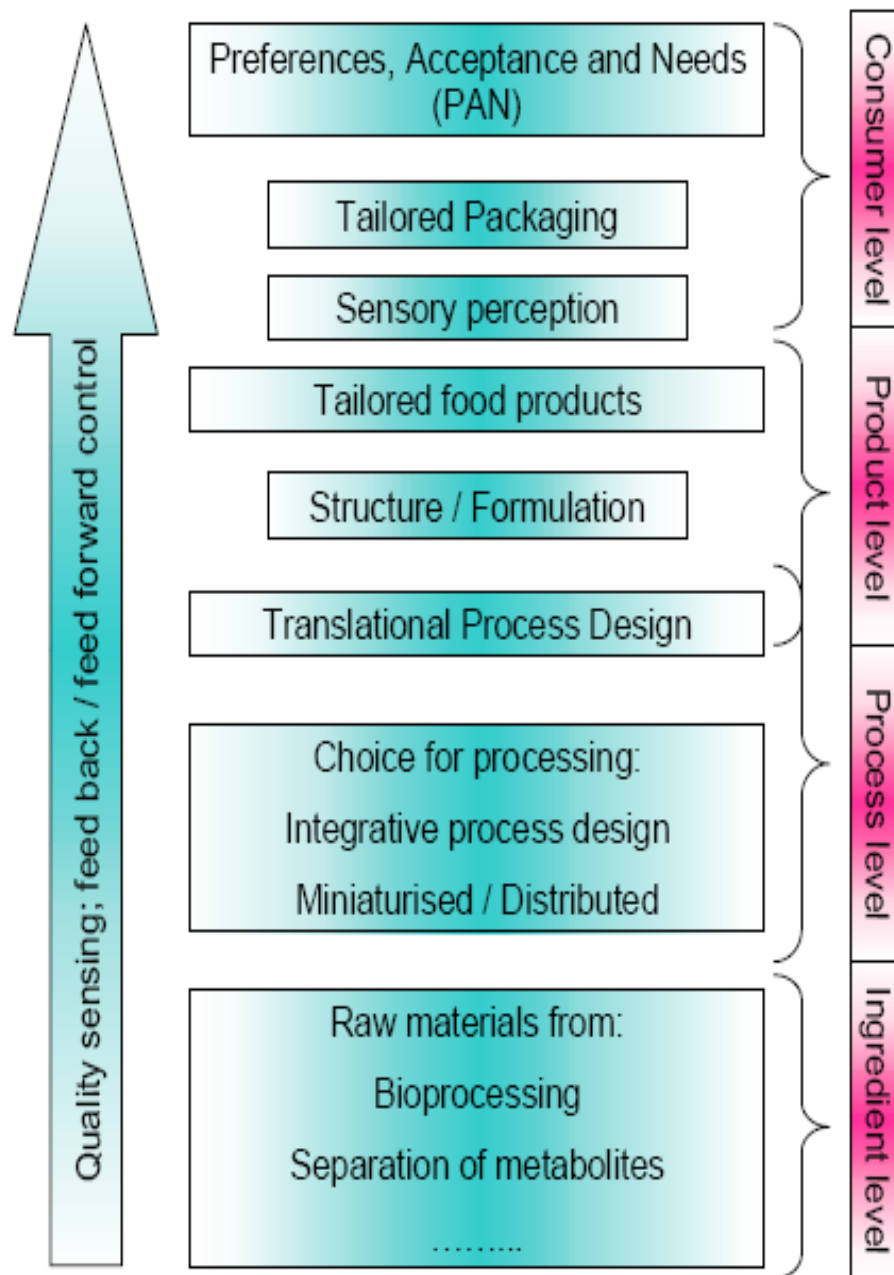 Preferences, Acceptance and Needs
(PAN)
Tailored Packaging
Sensory perception
Tailored food products
Structure / Formulation
Translational Process Design
Choice for processing:
Integrative process design
Miniaturised / Distributed
Raw materials from:
Bioprocessing
Separation of metabolites
.........
Quality sensing; feed back / feed forward control
Consumer level
Product level
Process level
Ingredient level